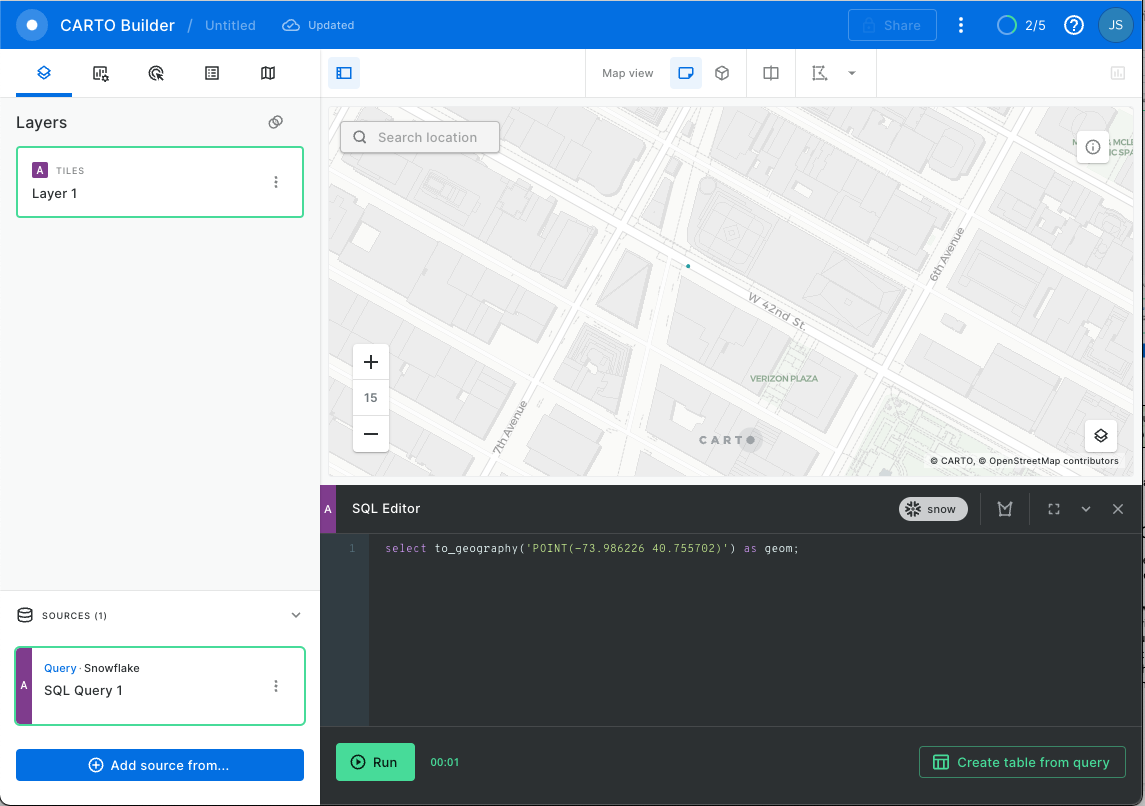 CARTO Builder / Untitled Updated Share 2/5 JS
Map view
Layers
A TILES
Layer 1
Search location
6th Avenue
W 42nd St.
VERIZON PLAZA
7th Avenue
15
CARTO
© CARTO, © OpenStreetMap contributors
A SQL Editor snow
1 select to_geography('POINT(-73.986226 40.755702)') as geom;
SOURCES (1)
A
Query · Snowflake
SQL Query 1
Add source from...
Run 00:01 Create table from query